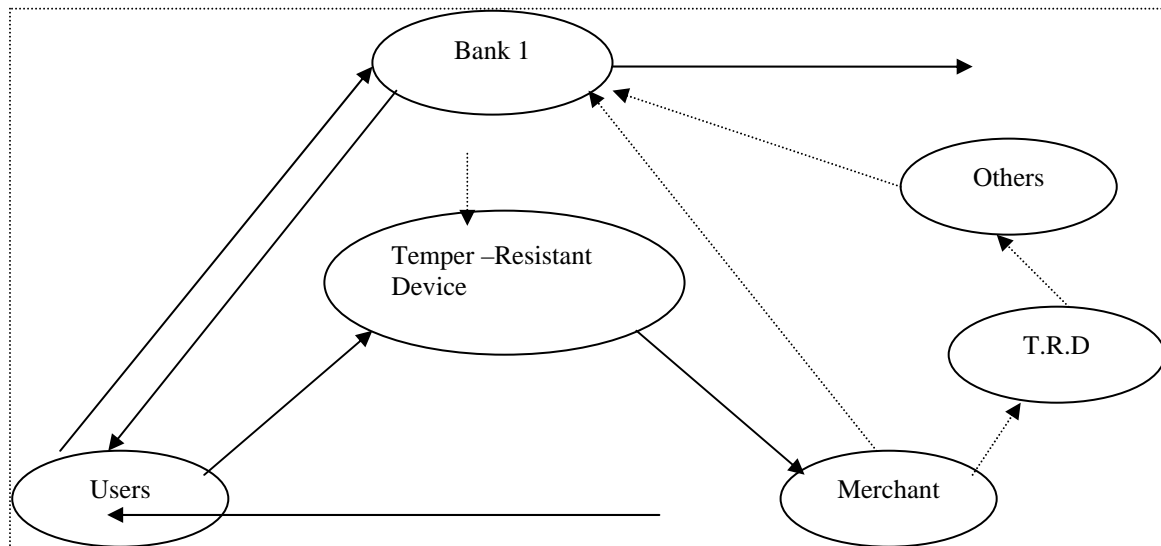 Bank 1
Others
Temper –Resistant
Device
T.R.D
Users
Merchant